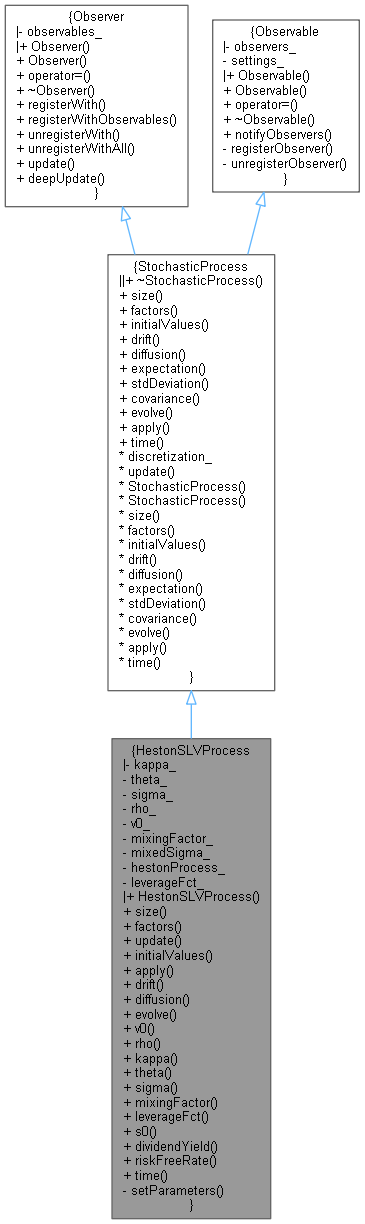 {Observer
|- observables_
|+ Observer()
+ Observer()
+ operator=()
+ ~Observer()
+ registerWith()
+ registerWithObservables()
+ unregisterWith()
+ unregisterWithAll()
+ update()
+ deepUpdate()
}
{Observable
|- observers_
- settings_
|+ Observable()
+ Observable()
+ operator=()
+ ~Observable()
+ notifyObservers()
- registerObserver()
- unregisterObserver()
}
{StochasticProcess
||+ ~StochasticProcess()
+ size()
+ factors()
+ initialValues()
+ drift()
+ diffusion()
+ expectation()
+ stdDeviation()
+ covariance()
+ evolve()
+ apply()
+ time()
* discretization_
* update()
* StochasticProcess()
* StochasticProcess()
* size()
* factors()
* initialValues()
* drift()
* diffusion()
* expectation()
* stdDeviation()
* covariance()
* evolve()
* apply()
* time()
}
{HestonSLVProcess
|- kappa_
- theta_
- sigma_
- rho_
- v0_
- mixingFactor_
- mixedSigma_
- hestonProcess_
- leverageFct_
|+ HestonSLVProcess()
+ size()
+ factors()
+ update()
+ initialValues()
+ apply()
+ drift()
+ diffusion()
+ evolve()
+ v0()
+ rho()
+ kappa()
+ theta()
+ sigma()
+ mixingFactor()
+ leverageFct()
+ s0()
+ dividendYield()
+ riskFreeRate()
+ time()
- setParameters()
}